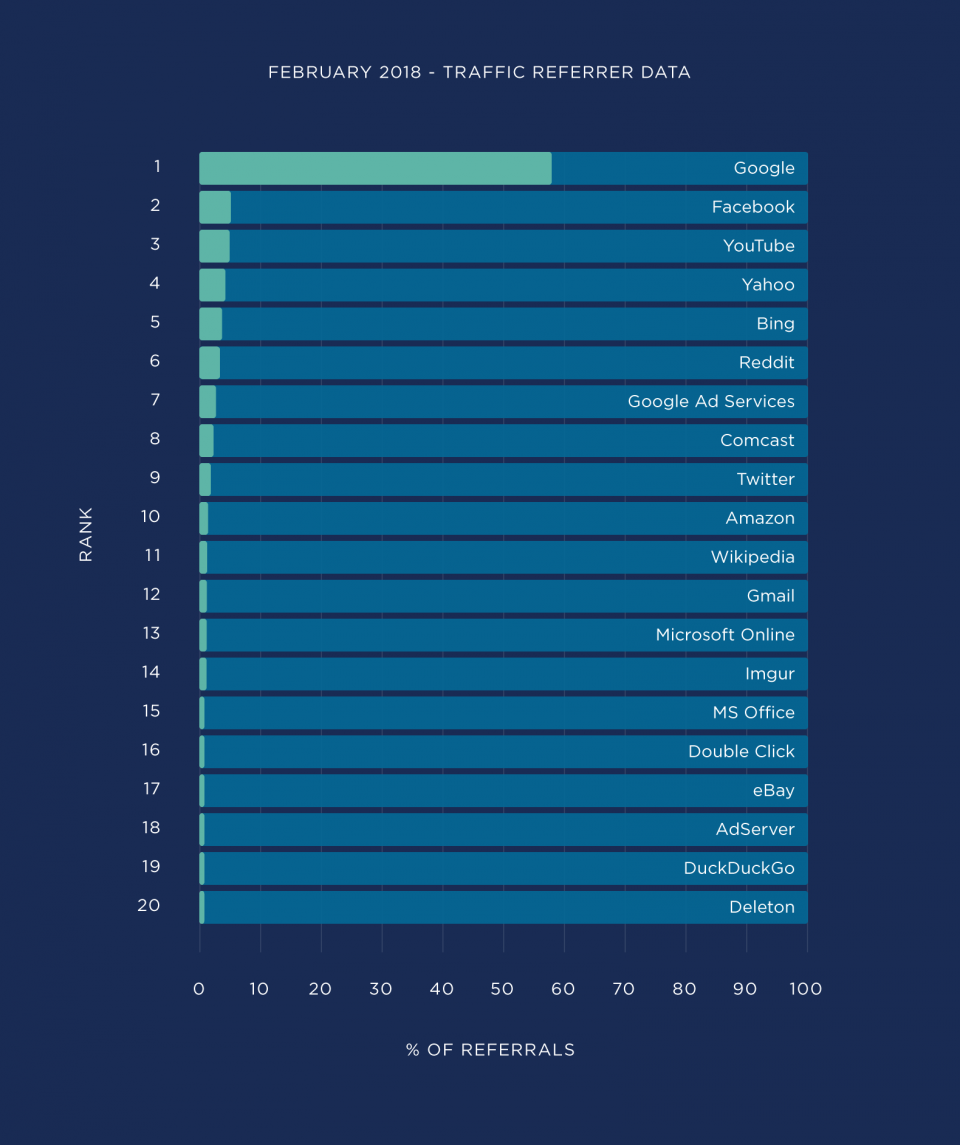 FEBRUARY 2018 - TRAFFIC REFERRER DATA
1 Google
2 Facebook
3 YouTube
4 Yahoo
5 Bing
6 Reddit
7 Google Ad Services
8 Comcast
9 Twitter
10 Amazon
11 Wikipedia
12 Gmail
13 Microsoft Online
14 Imgur
15 MS Office
16 Double Click
17 eBay
18 AdServer
19 DuckDuckGo
20 Deleton
RANK
0 10 20 30 40 50 60 70 80 90 100
% OF REFERRALS